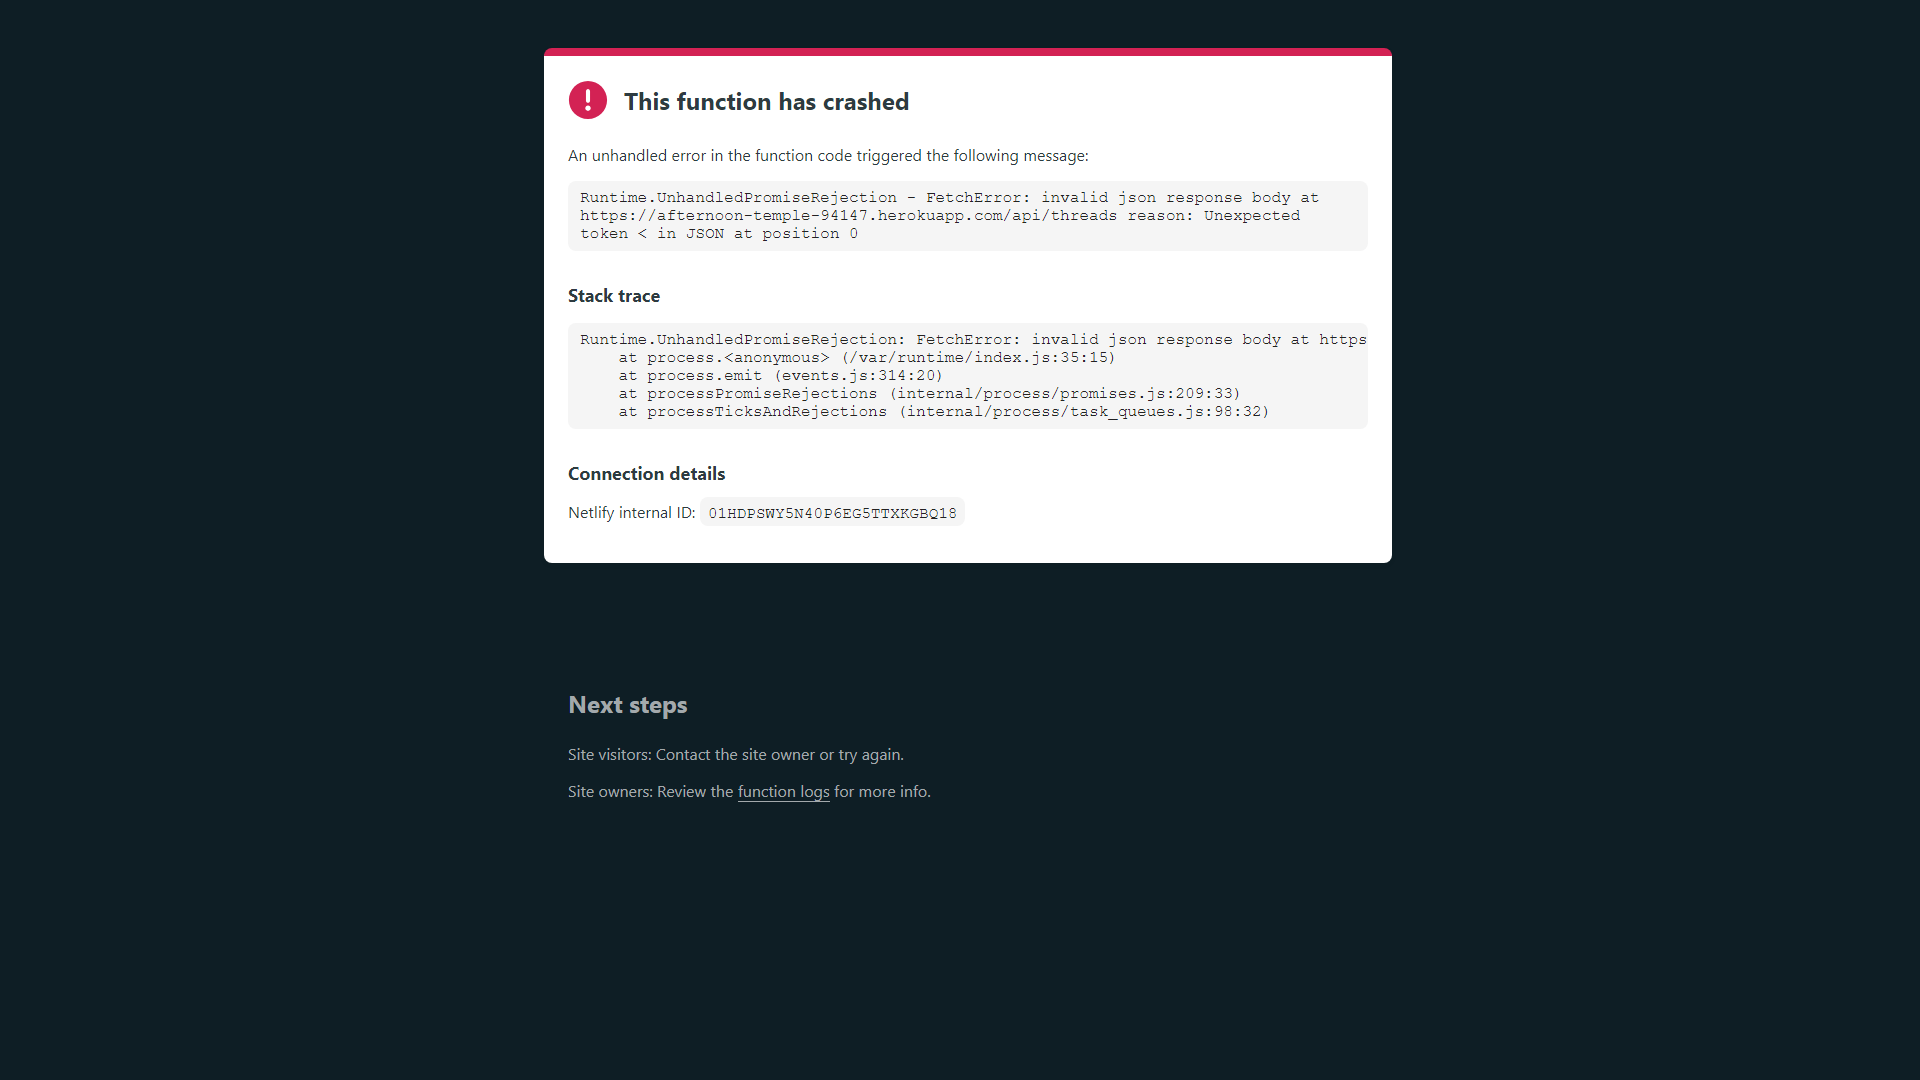 This function has crashed
An unhandled error in the function code triggered the following message:
Runtime.UnhandledPromiseRejection - FetchError: invalid json response body at
https://afternoon-temple-94147.herokuapp.com/api/threads reason: Unexpected
token < in JSON at position 0
Stack trace
Runtime.UnhandledPromiseRejection: FetchError: invalid json response body at https
at process.<anonymous> (/var/runtime/index.js:35:15)
at process.emit (events.js:314:20)
at processPromiseRejections (internal/process/promises.js:209:33)
at processTicksAndRejections (internal/process/task_queues.js:98:32)
Connection details
Netlify internal ID: 01HDPSWY5N40P6EG5TTXKGBQ18
Next steps
Site visitors: Contact the site owner or try again.
Site owners: Review the function logs for more info.